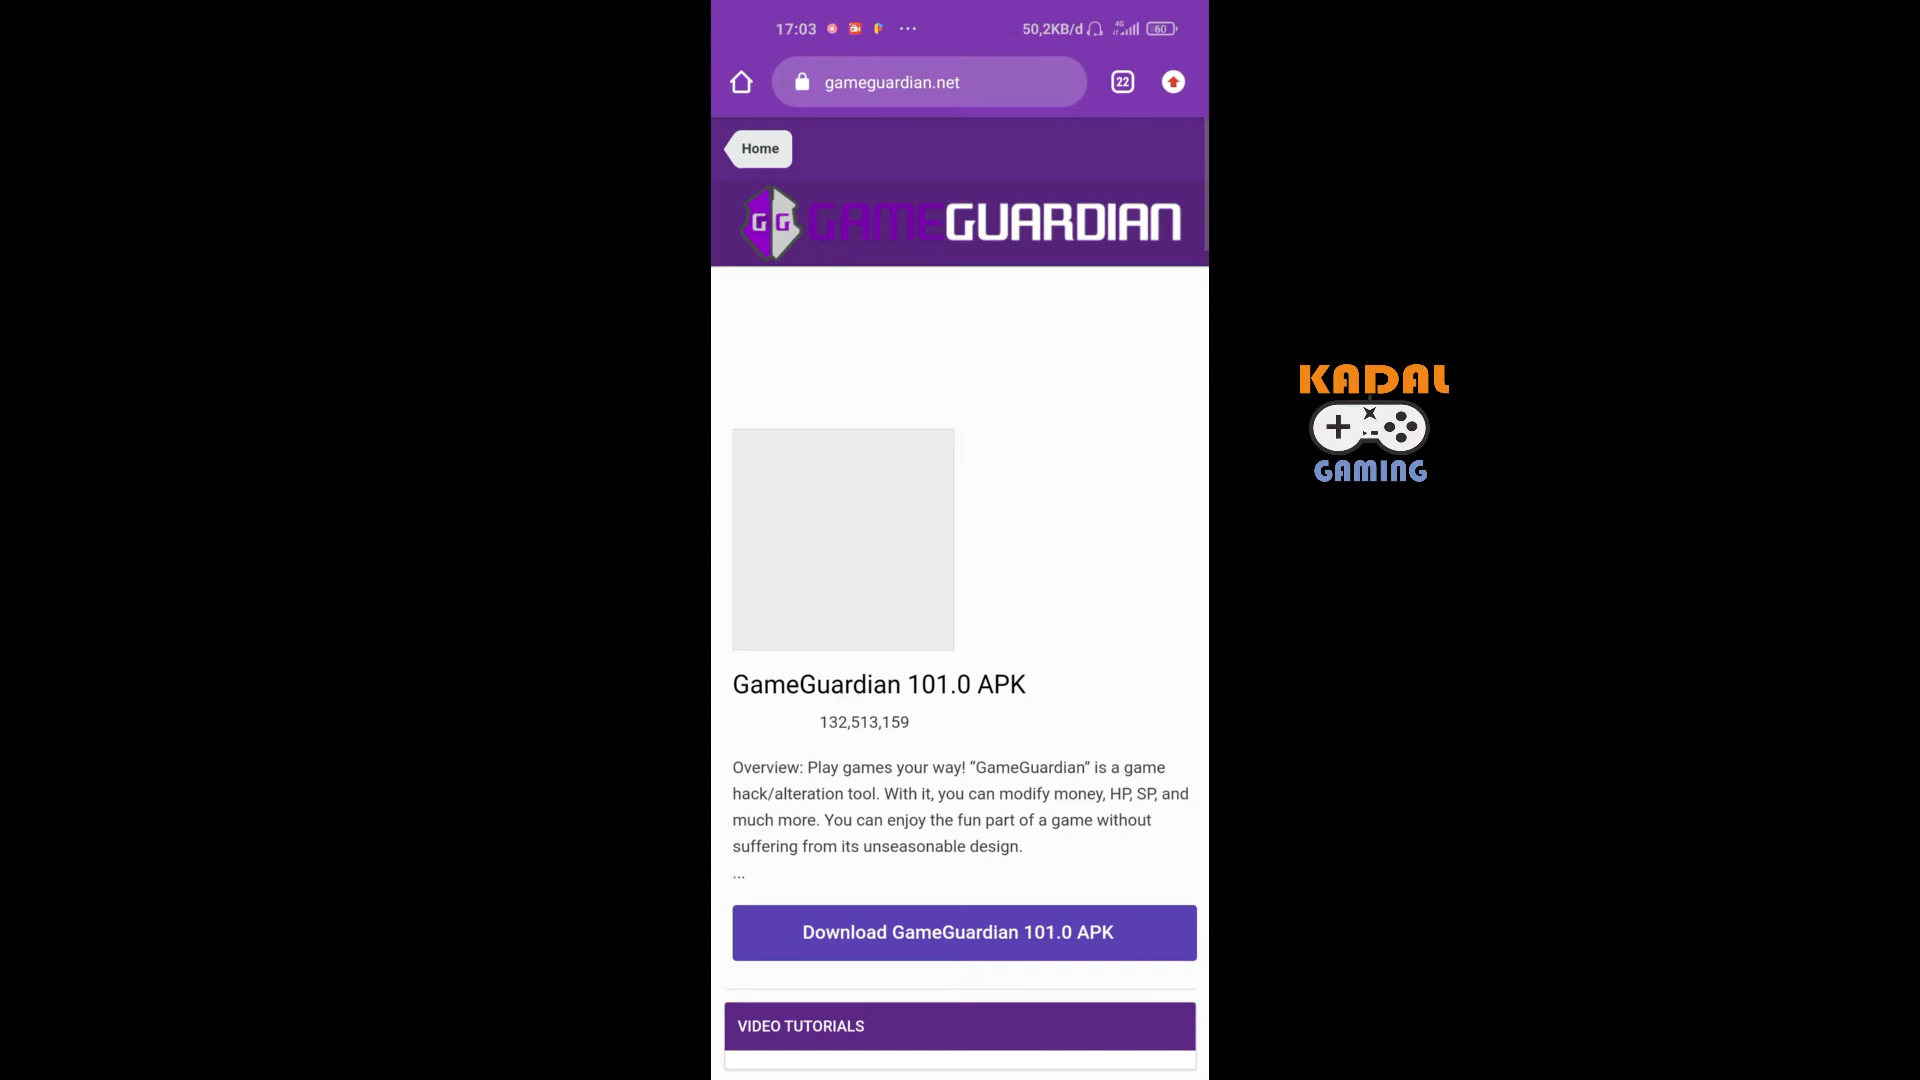 17:03 ... 50,2KB/d 4G 60
gameguardian.net 22
Home
GG GAMEGUARDIAN
KADAL
GAMING
GameGuardian 101.0 APK
132,513,159
Overview: Play games your way! “GameGuardian” is a game
hack/alteration tool. With it, you can modify money, HP, SP, and
much more. You can enjoy the fun part of a game without
suffering from its unseasonable design.
...
Download GameGuardian 101.0 APK
VIDEO TUTORIALS